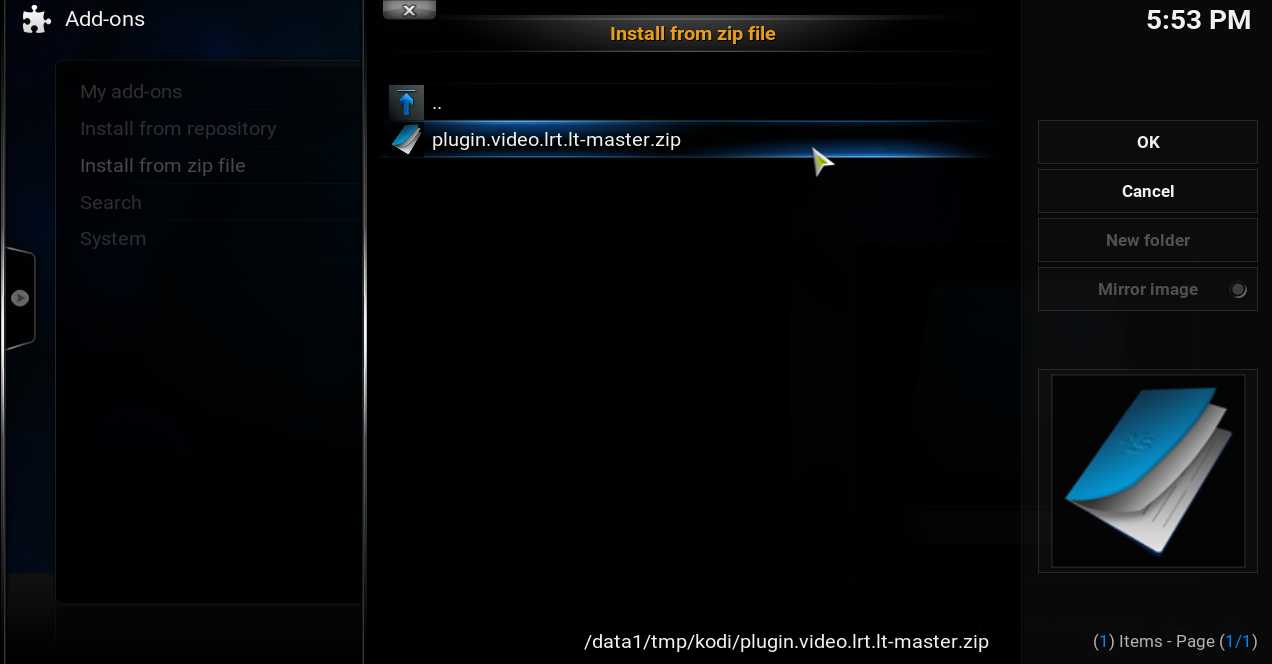 Add-ons
My add-ons
Install from repository
Install from zip file
Search
System
Install from zip file
..
plugin.video.lrt.lt-master.zip
/data1/tmp/kodi/plugin.video.lrt.lt-master.zip
5:53 PM
OK
Cancel
New folder
Mirror image
(1) Items - Page (1/1)